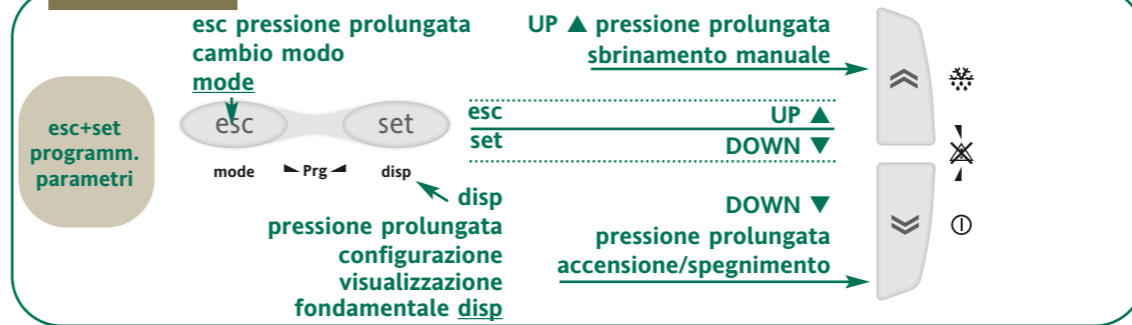 esc pressione prolungata
cambio modo
mode
UP ▲ pressione prolungata
sbrinamento manuale
esc+set
programm.
parametri
esc
set
mode
Prg
disp
esc
UP ▲
set
DOWN ▼
disp
pressione prolungata
configurazione
visualizzazione
fondamentale disp
DOWN ▼
pressione prolungata
accensione/spegnimento